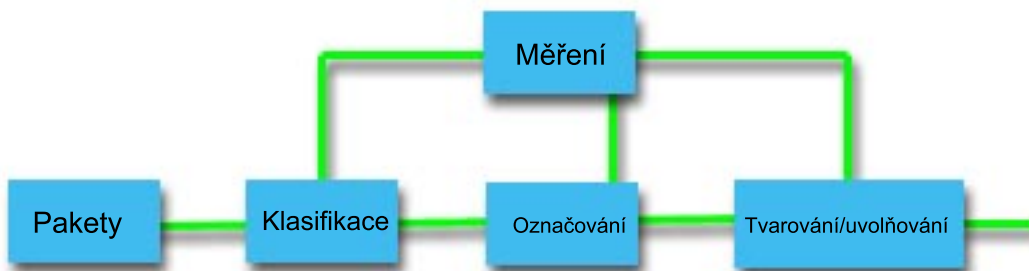 Měření
Pakety
Klasifikace
Označování
Tvarování/uvolňování